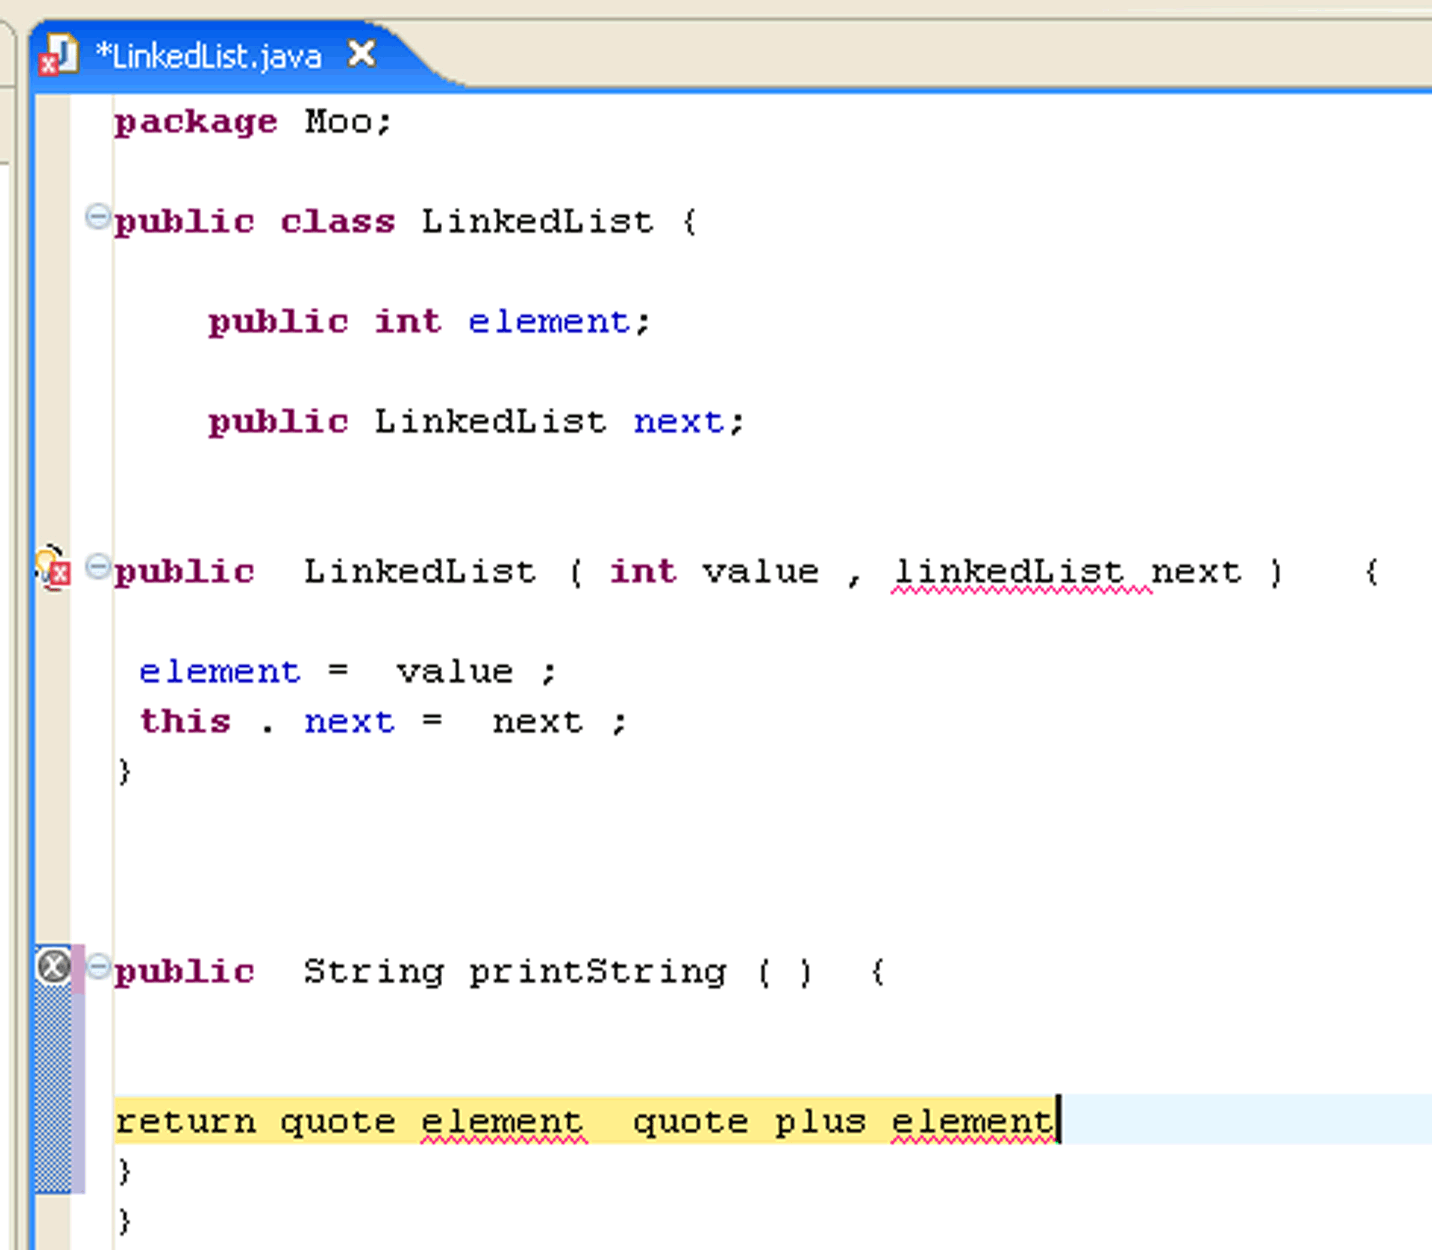 *LinkedList.java
package Moo;
public class LinkedList {
public int element;
public LinkedList next;
public LinkedList ( int value , linkedList next ) {
element = value ;
this . next = next ;
}
public String printString ( ) {
return quote element quote plus element
}
}